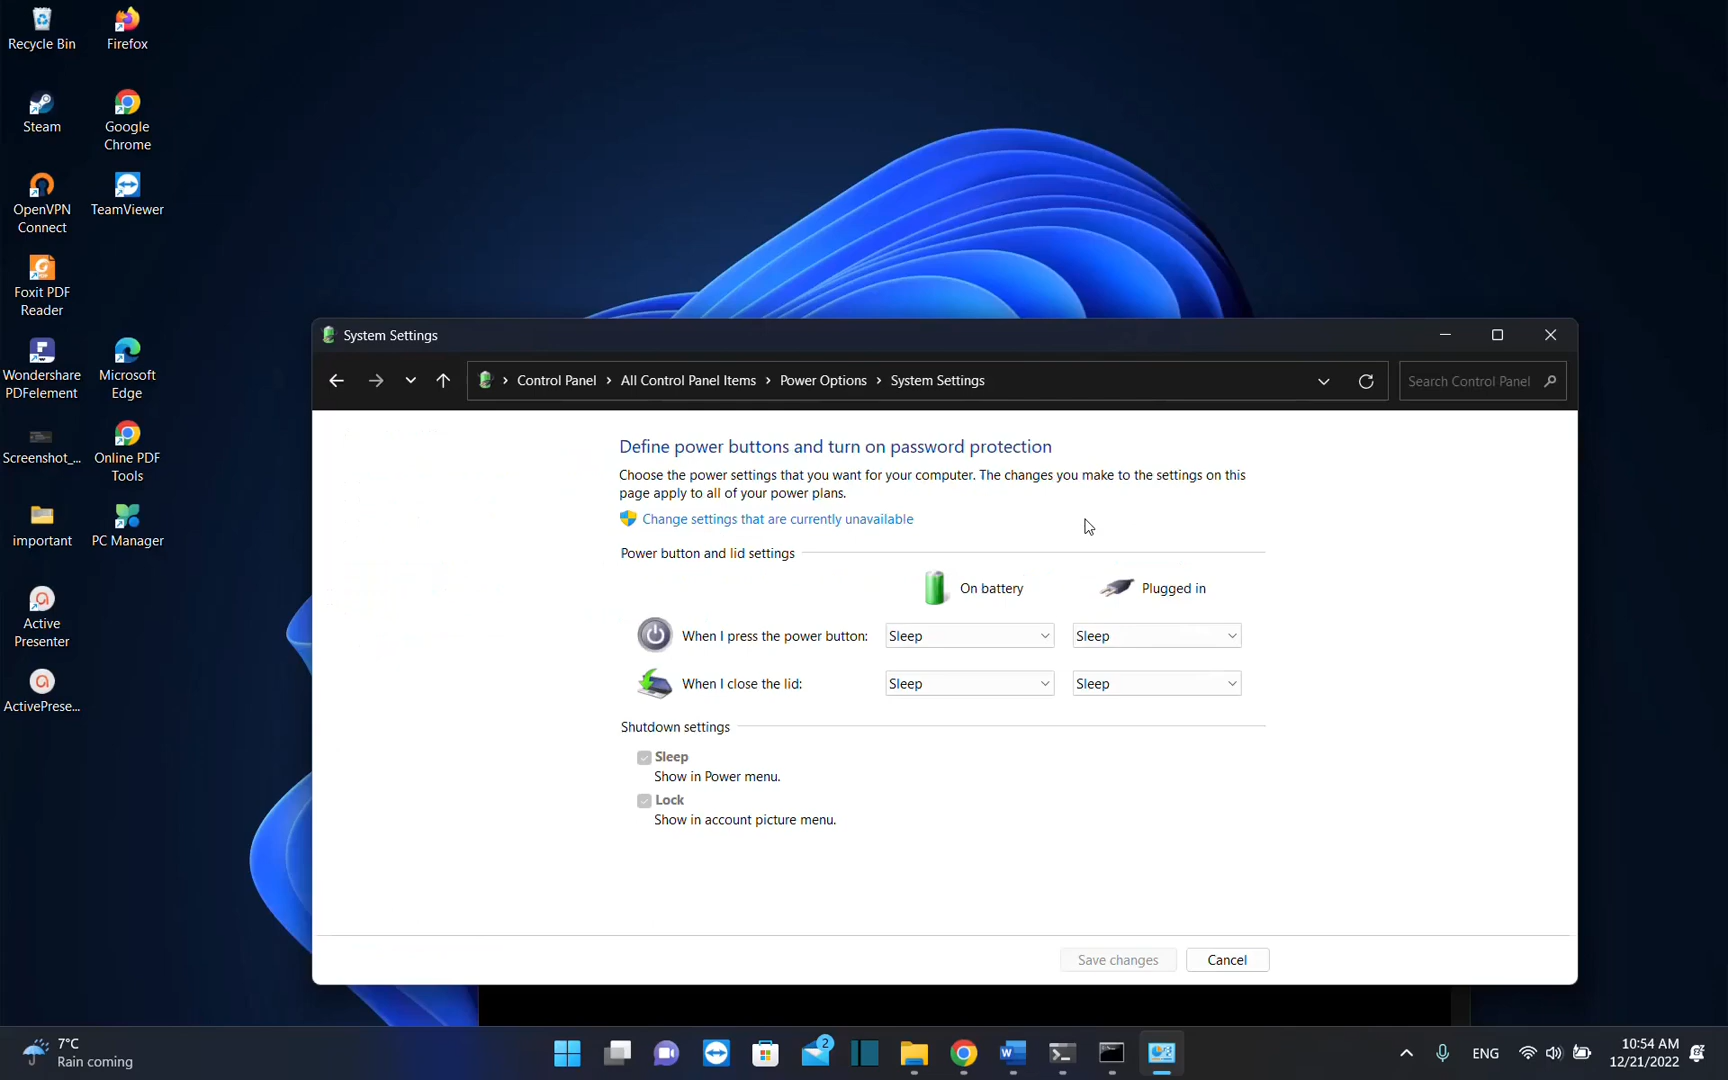 Recycle Bin
Firefox
Steam
Google
Chrome
OpenVPN
Connect
TeamViewer
Foxit PDF
Reader
Wondershare
PDFelement
Microsoft
Edge
Screenshot_...
Online PDF
Tools
important
PC Manager
Active
Presenter
ActivePrese...
System Settings
Control Panel › All Control Panel Items › Power Options › System Settings
Search Control Panel
Define power buttons and turn on password protection
Choose the power settings that you want for your computer. The changes you make to the settings on this
page apply to all of your power plans.
Change settings that are currently unavailable
Power button and lid settings
On battery
Plugged in
When I press the power button: Sleep Sleep
When I close the lid: Sleep Sleep
Shutdown settings
Sleep
Show in Power menu.
Lock
Show in account picture menu.
Save changes
Cancel
7°C
Rain coming
2
ENG
10:54 AM
12/21/2022